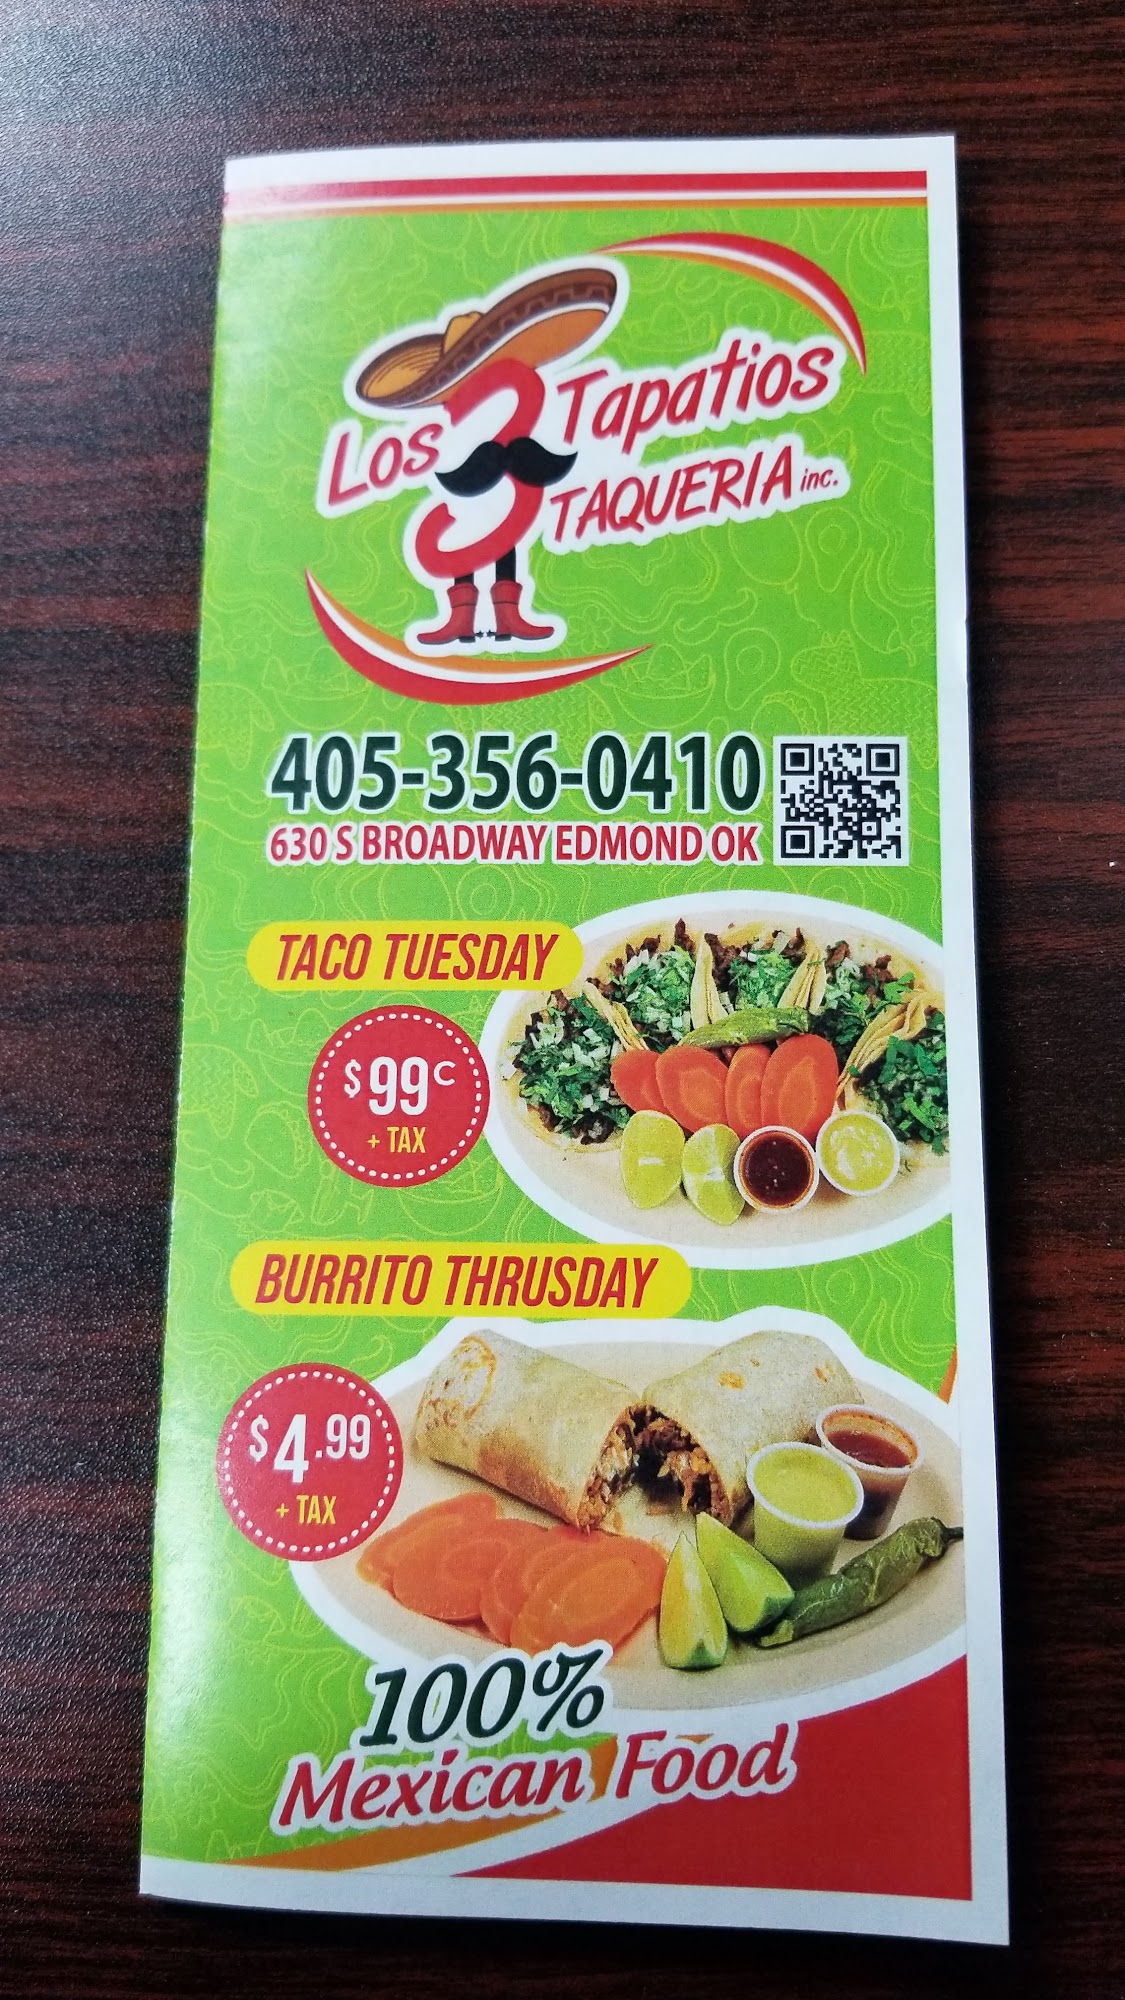 Los 3 Tapatios
TAQUERIA inc.
405-356-0410
630 S BROADWAY EDMOND OK
TACO TUESDAY
$99c
+ TAX
BURRITO THRUSDAY
$4.99
+ TAX
100%
Mexican Food